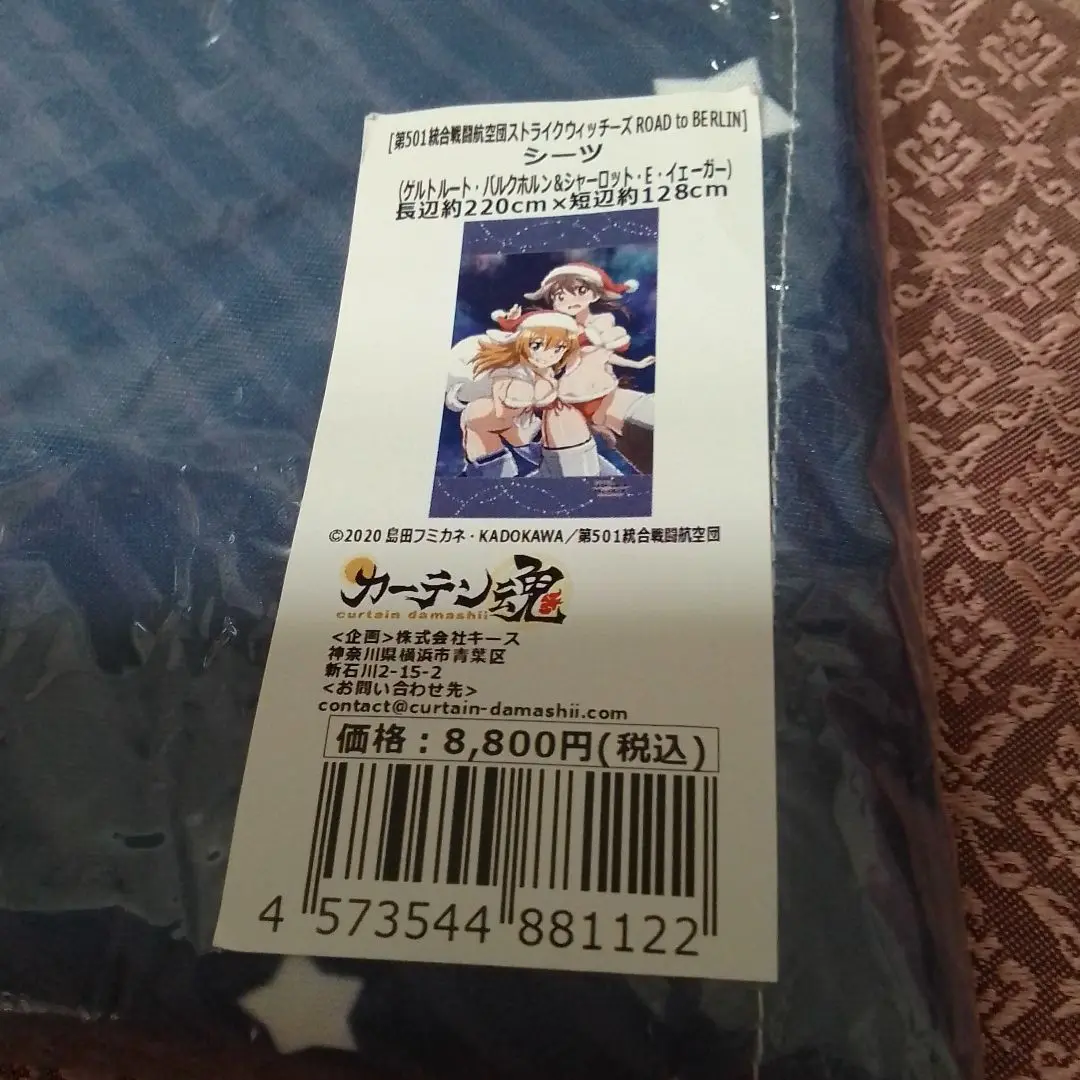 [第501統合戦闘航空団ストライクウィッチーズ ROAD to BERLIN]
シーツ
(ゲルトルート・バルクホルン&シャーロット・E・イェーガー)
長辺約220cm×短辺約128cm
©2020 島田フミカネ・KADOKAWA／第501統合戦闘航空団
カーテン魂
curtain damashii
<企画>株式会社キース
神奈川県横浜市青葉区
新石川2-15-2
<お問い合わせ先>
contact@curtain-damashii.com
価格：8,800円(税込)
4 573544 881122